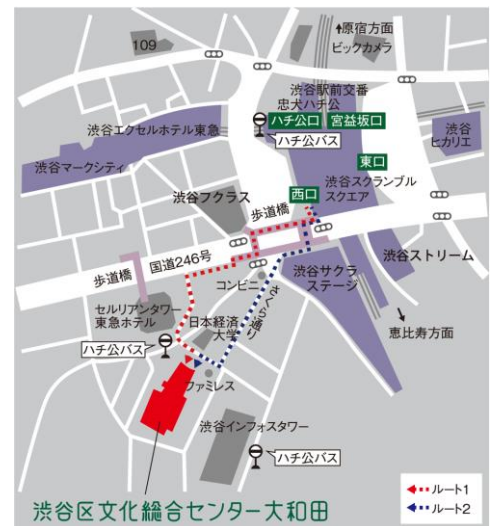 109
↑原宿方面
ビックカメラ
渋谷駅前交番
忠犬ハチ公
ハチ公口
宮益坂口
渋谷エクセルホテル東急
ハチ公バス
渋谷
ヒカリエ
渋谷マークシティ
東口
西口
渋谷スクランブル
スクエア
渋谷フクラス
歩道橋
国道246号
歩道橋
渋谷ストリーム
渋谷サクラ
ステージ
コンビニ
さくら通り
セルリアンタワー
東急ホテル
日本経済
大学
恵比寿方面
ハチ公バス
ファミレス
渋谷インフォスタワー
ハチ公バス
ルート1
ルート2
渋谷区文化総合センター大和田